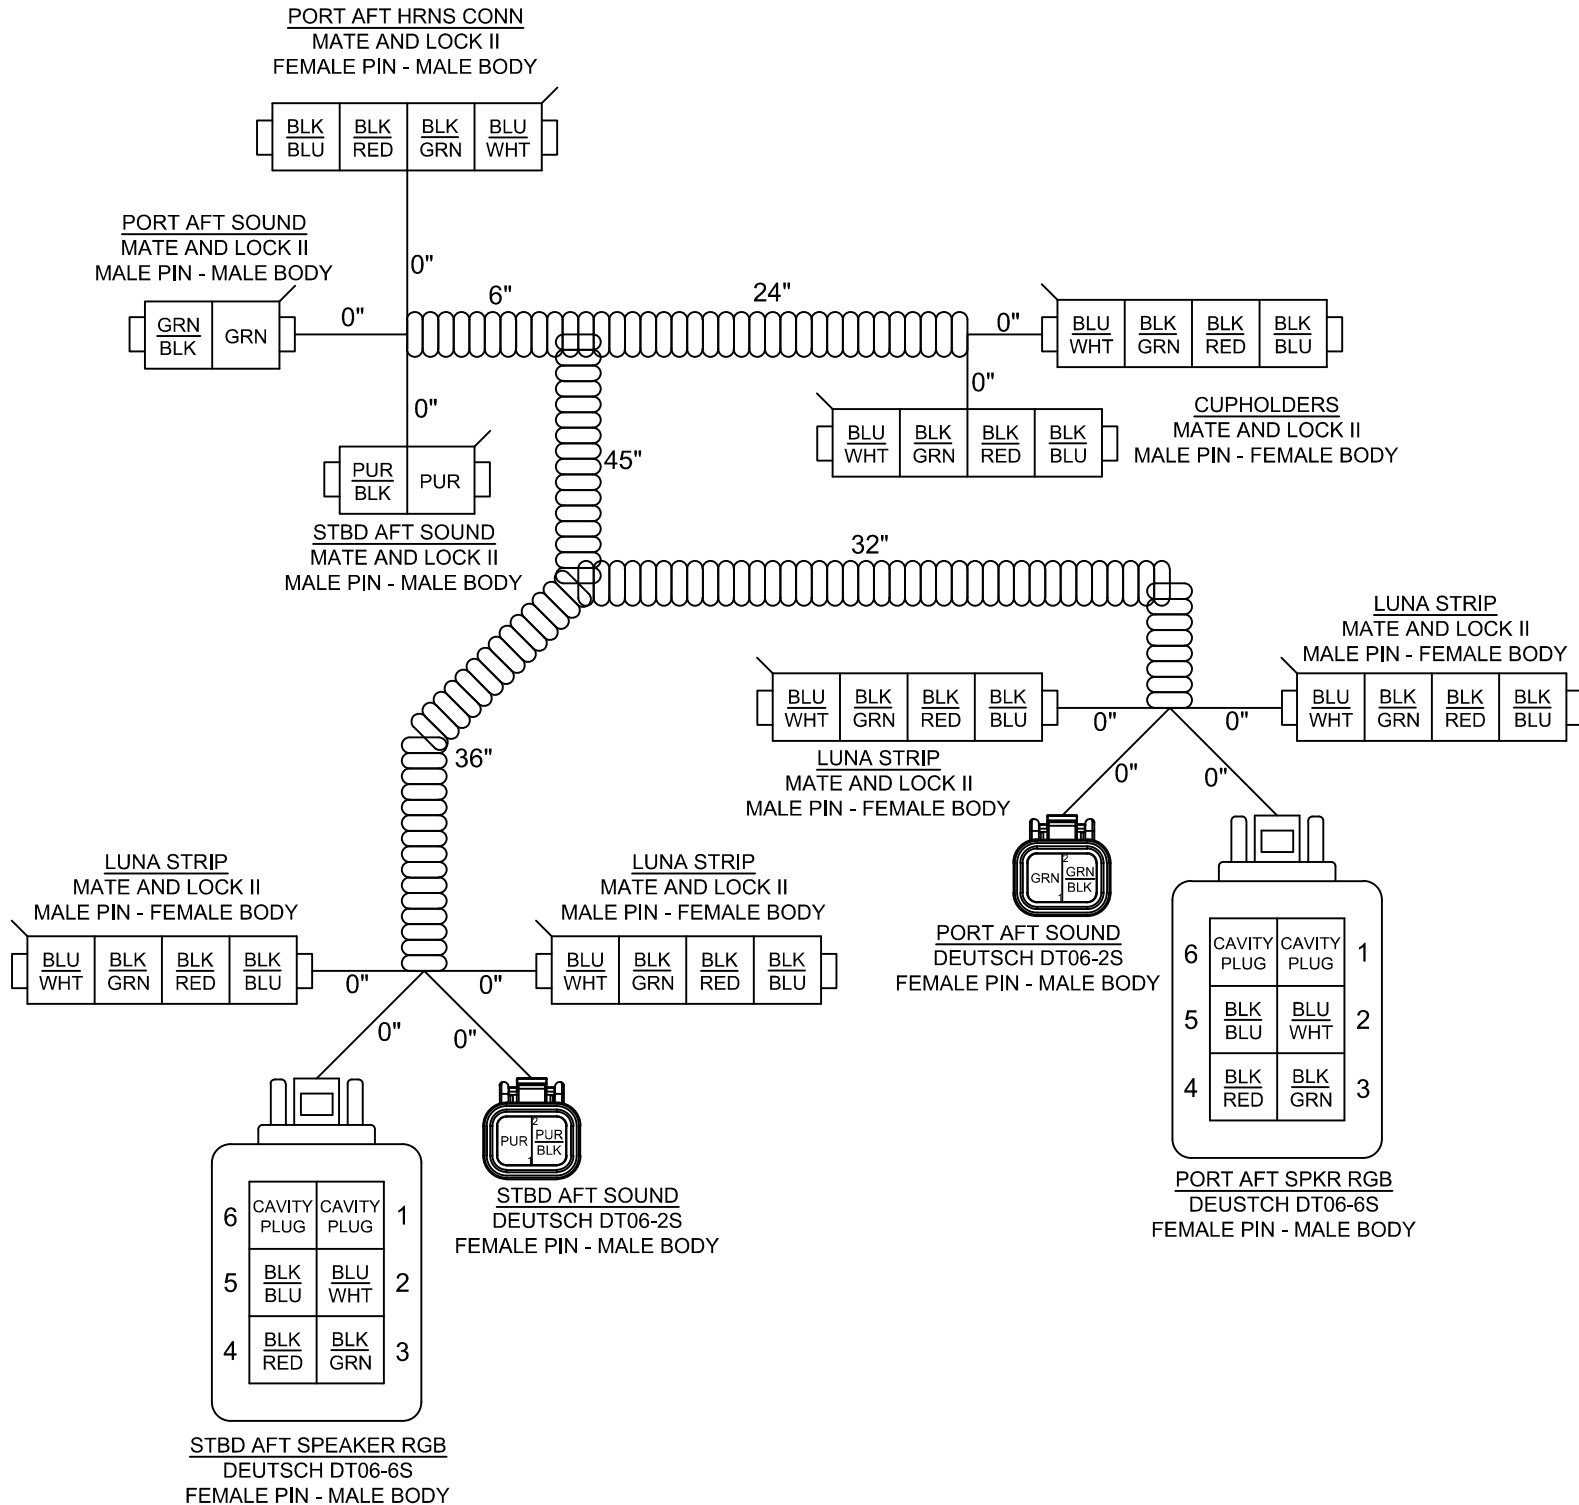 PORT AFT HRNS CONN
MATE AND LOCK II
FEMALE PIN - MALE BODY
BLK BLK BLK BLU
BLU RED GRN WHT
PORT AFT SOUND
MATE AND LOCK II
MALE PIN - MALE BODY
0"
GRN
BLK
GRN
0"
6"
24"
0"
BLU BLK BLK BLK
WHT GRN RED BLU
0"
0"
CUPHOLDERS
MATE AND LOCK II
MALE PIN - FEMALE BODY
BLU BLK BLK BLK
WHT GRN RED BLU
PUR
BLK
PUR
STBD AFT SOUND
MATE AND LOCK II
MALE PIN - MALE BODY
45"
32"
LUNA STRIP
MATE AND LOCK II
MALE PIN - FEMALE BODY
BLU BLK BLK BLK
WHT GRN RED BLU
0"
0"
BLU BLK BLK BLK
WHT GRN RED BLU
LUNA STRIP
MATE AND LOCK II
MALE PIN - FEMALE BODY
0"
0"
36"
GRN
2
GRN
BLK
1
PORT AFT SOUND
DEUTSCH DT06-2S
FEMALE PIN - MALE BODY
6 CAVITY PLUG CAVITY PLUG 1
5 BLK BLU BLU WHT 2
4 BLK RED BLK GRN 3
PORT AFT SPKR RGB
DEUSTCH DT06-6S
FEMALE PIN - MALE BODY
LUNA STRIP
MATE AND LOCK II
MALE PIN - FEMALE BODY
BLU BLK BLK BLK
WHT GRN RED BLU
0"
0"
LUNA STRIP
MATE AND LOCK II
MALE PIN - FEMALE BODY
BLU BLK BLK BLK
WHT GRN RED BLU
0"
0"
PUR
2
PUR
BLK
1
STBD AFT SOUND
DEUTSCH DT06-2S
FEMALE PIN - MALE BODY
6 CAVITY PLUG CAVITY PLUG 1
5 BLK BLU BLU WHT 2
4 BLK RED BLK GRN 3
STBD AFT SPEAKER RGB
DEUTSCH DT06-6S
FEMALE PIN - MALE BODY